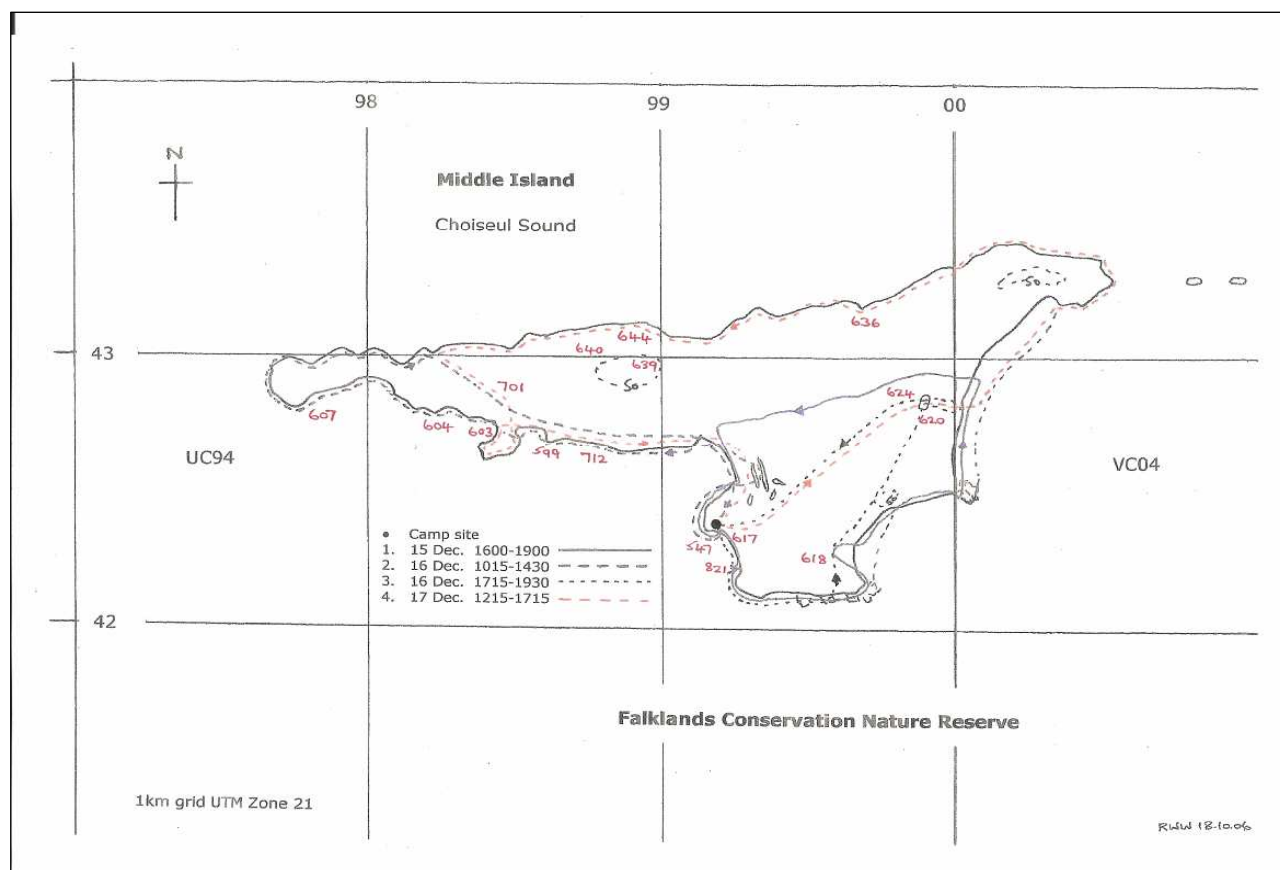 98
99
00
N
Middle Island
Choiseul Sound
50
636
644
43
640
639
50
701
624
607
620
604
603
599
712
UC94
VC04
547
617
618
821
• Camp site
1. 15 Dec. 1600-1900
2. 16 Dec. 1015-1430
3. 16 Dec. 1715-1930
4. 17 Dec. 1215-1715
42
Falklands Conservation Nature Reserve
1km grid UTM Zone 21
RWW 18.10.06